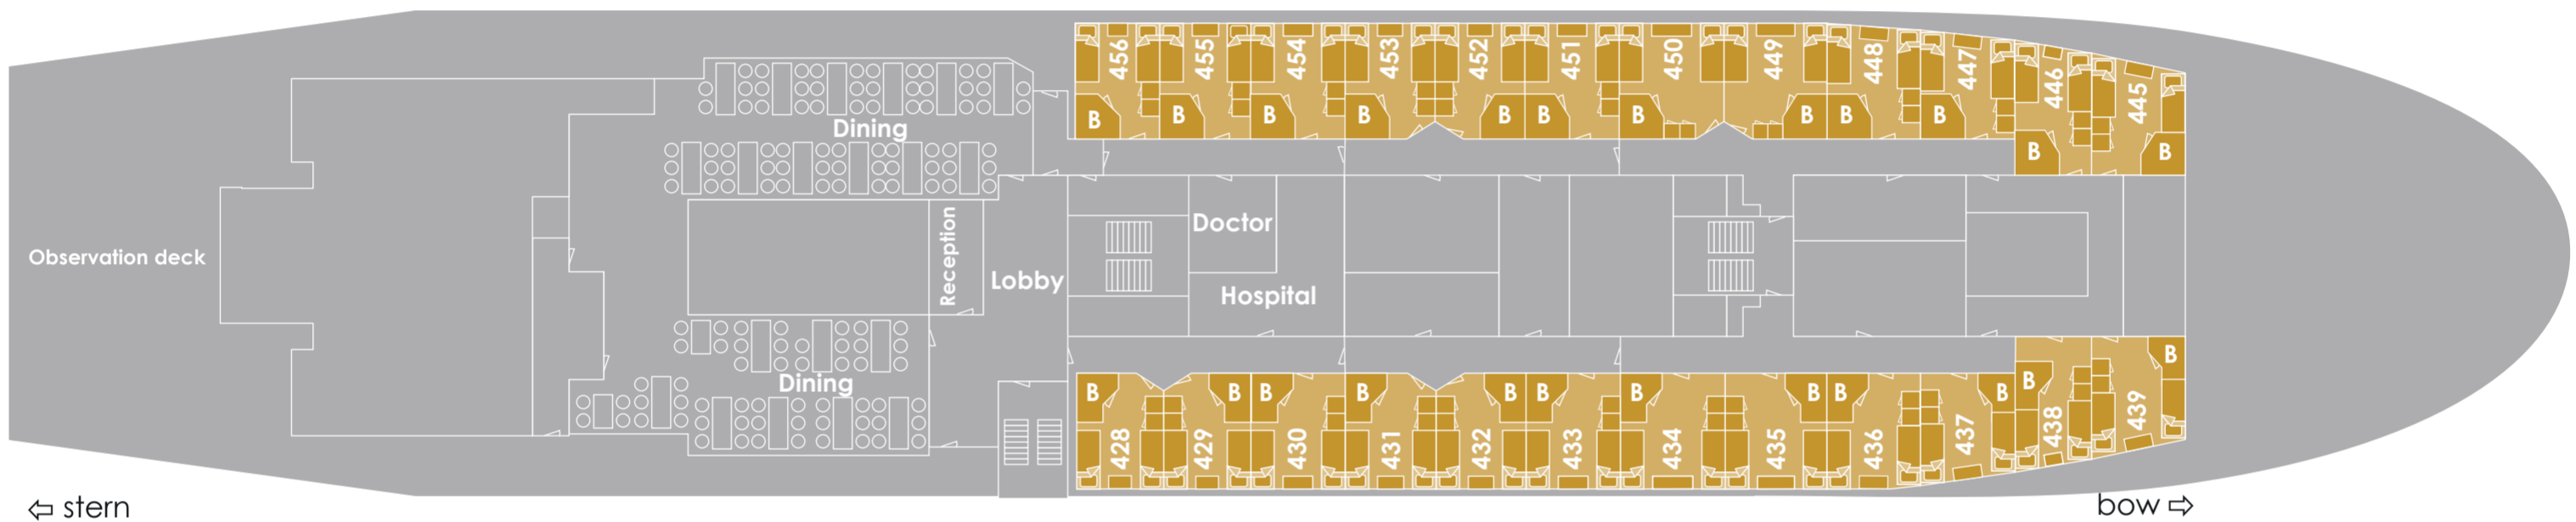 456 455 454 453 452 451 450 449 448 447 446 445
B B B B B B B B B B B B
Dining
Reception
Doctor
Observation deck
Lobby
Hospital
B B B B B B B B B B B B
Dining
428 429 430 431 432 433 434 435 436 437 438 439
stern
bow